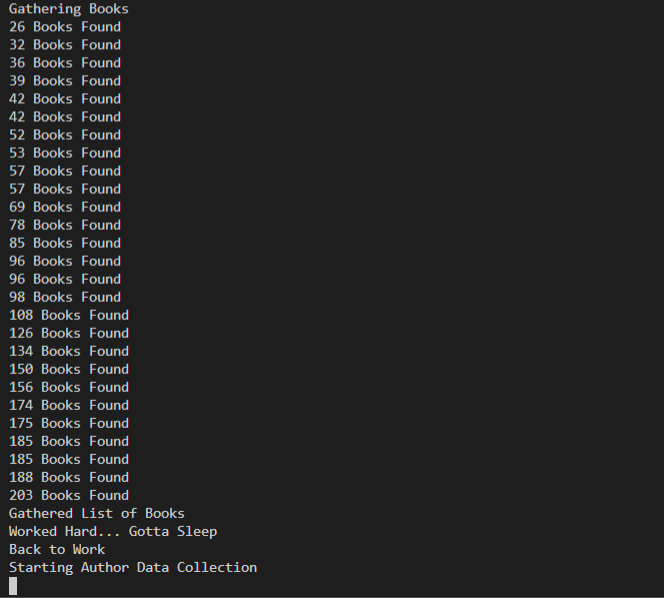 Gathering Books
26 Books Found
32 Books Found
36 Books Found
39 Books Found
42 Books Found
42 Books Found
52 Books Found
53 Books Found
57 Books Found
57 Books Found
69 Books Found
78 Books Found
85 Books Found
96 Books Found
96 Books Found
98 Books Found
108 Books Found
126 Books Found
134 Books Found
150 Books Found
156 Books Found
174 Books Found
175 Books Found
185 Books Found
185 Books Found
188 Books Found
203 Books Found
Gathered List of Books
Worked Hard... Gotta Sleep
Back to Work
Starting Author Data Collection